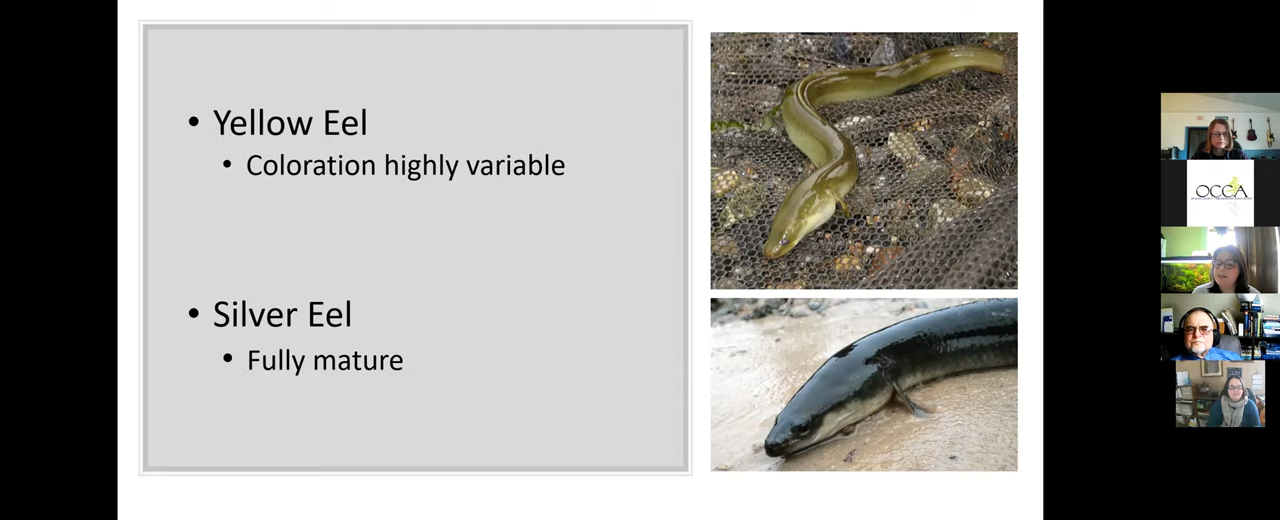 Yellow Eel
Coloration highly variable
Silver Eel
Fully mature
OCCA